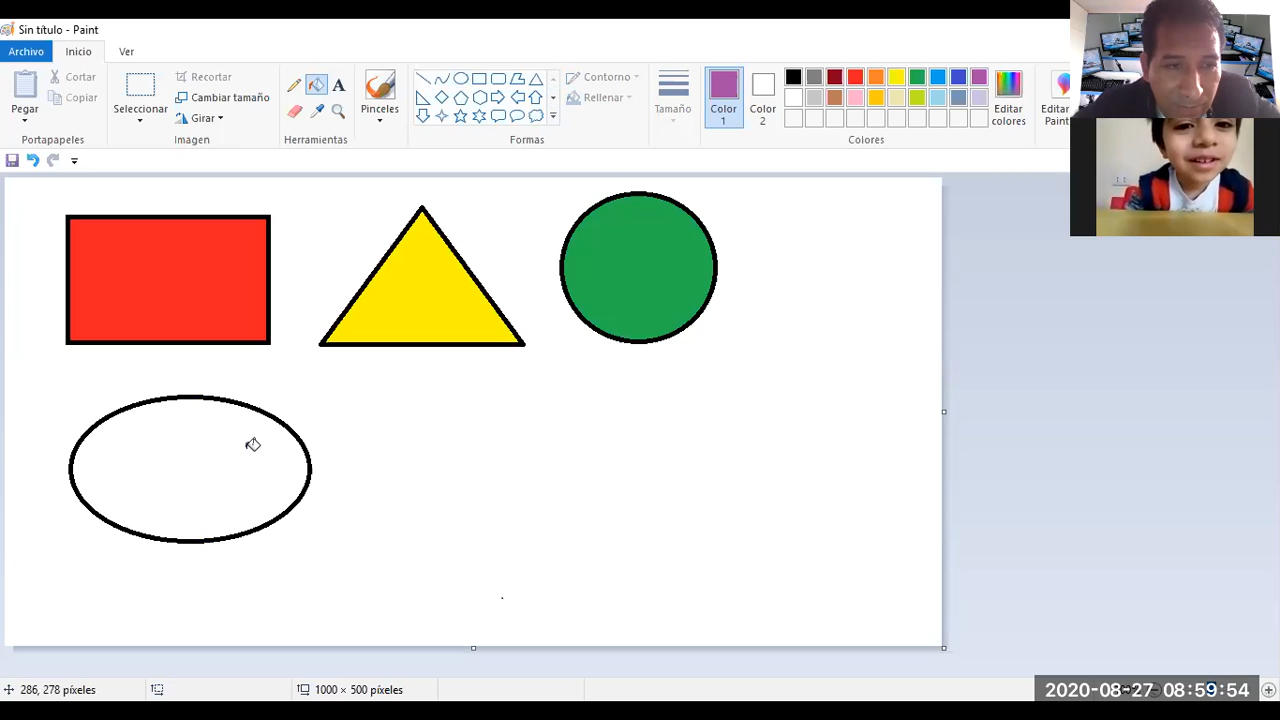 Sin título - Paint
Archivo Inicio Ver
Pegar
Cortar
Copiar
Portapapeles
Seleccionar
Recortar
Cambiar tamaño
Girar
Imagen
A
Herramientas
Pinceles
Contorno
Rellenar
Formas
Tamaño
Color 1
Color 2
Editar colores
Colores
Editar
Paint
286, 278 píxeles
1000 × 500 píxeles
2020-08-27 08:59:54